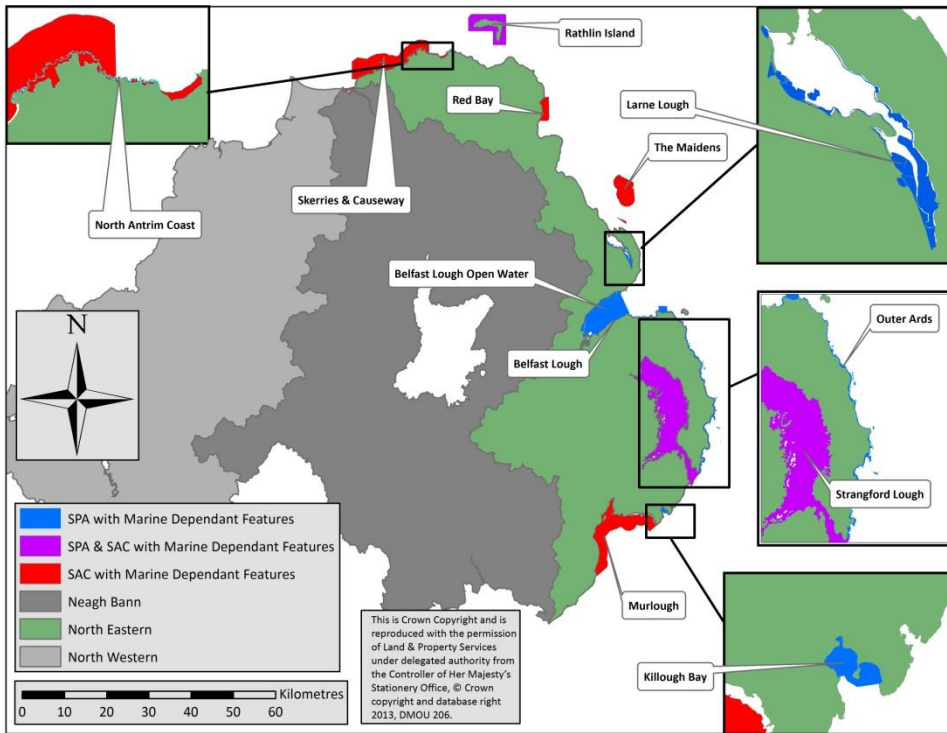 Rathlin Island
Red Bay
Larne Lough
The Maidens
Skerries & Causeway
North Antrim Coast
Belfast Lough Open Water
N
Outer Ards
Belfast Lough
Strangford Lough
SPA with Marine Dependant Features
SPA & SAC with Marine Dependant Features
SAC with Marine Dependant Features
Neagh Bann
North Eastern
North Western
Murlough
This is Crown Copyright and is
reproduced with the permission
of Land & Property Services
under delegated authority from
the Controller of Her Majesty's
Stationery Office, © Crown
copyright and database right
2013, DMOU 206.
Killough Bay
Kilometres
0 10 20 30 40 50 60